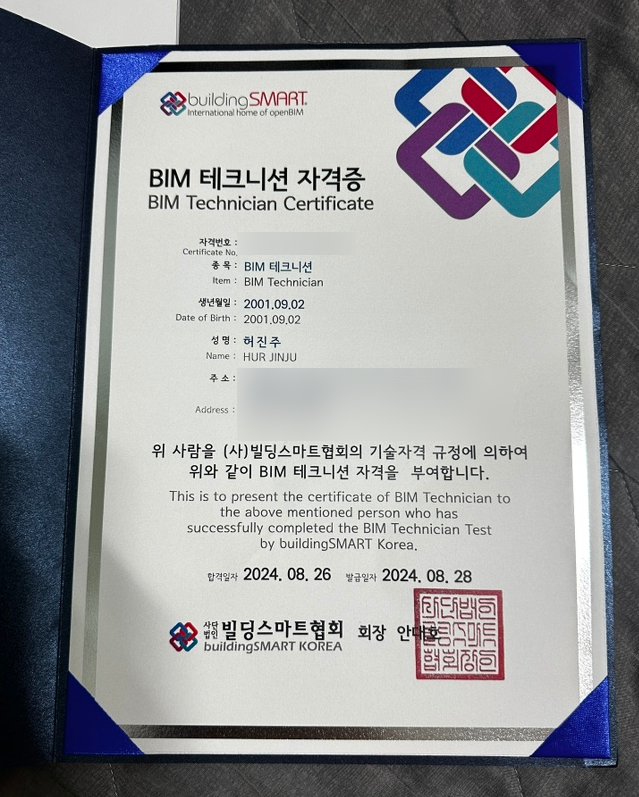 buildingSMART®
International home of openBIM
BIM 테크니션 자격증
BIM Technician Certificate
자격번호 :
Certificate No.
종 목 : BIM 테크니션
Item : BIM Technician
생년월일 : 2001.09.02
Date of Birth : 2001.09.02
성 명 : 허진주
Name : HUR JINJU
주 소 :
Address :
위 사람을 (사)빌딩스마트협회의 기술자격 규정에 의하여
위와 같이 BIM 테크니션 자격을 부여합니다.
This is to present the certificate of BIM Technician to
the above mentioned person who has
successfully completed the BIM Technician Test
by buildingSMART Korea.
합격일자 2024. 08. 26 발급일자 2024. 08. 28
사단법인 빌딩스마트협회 회장 안대호
buildingSMART KOREA